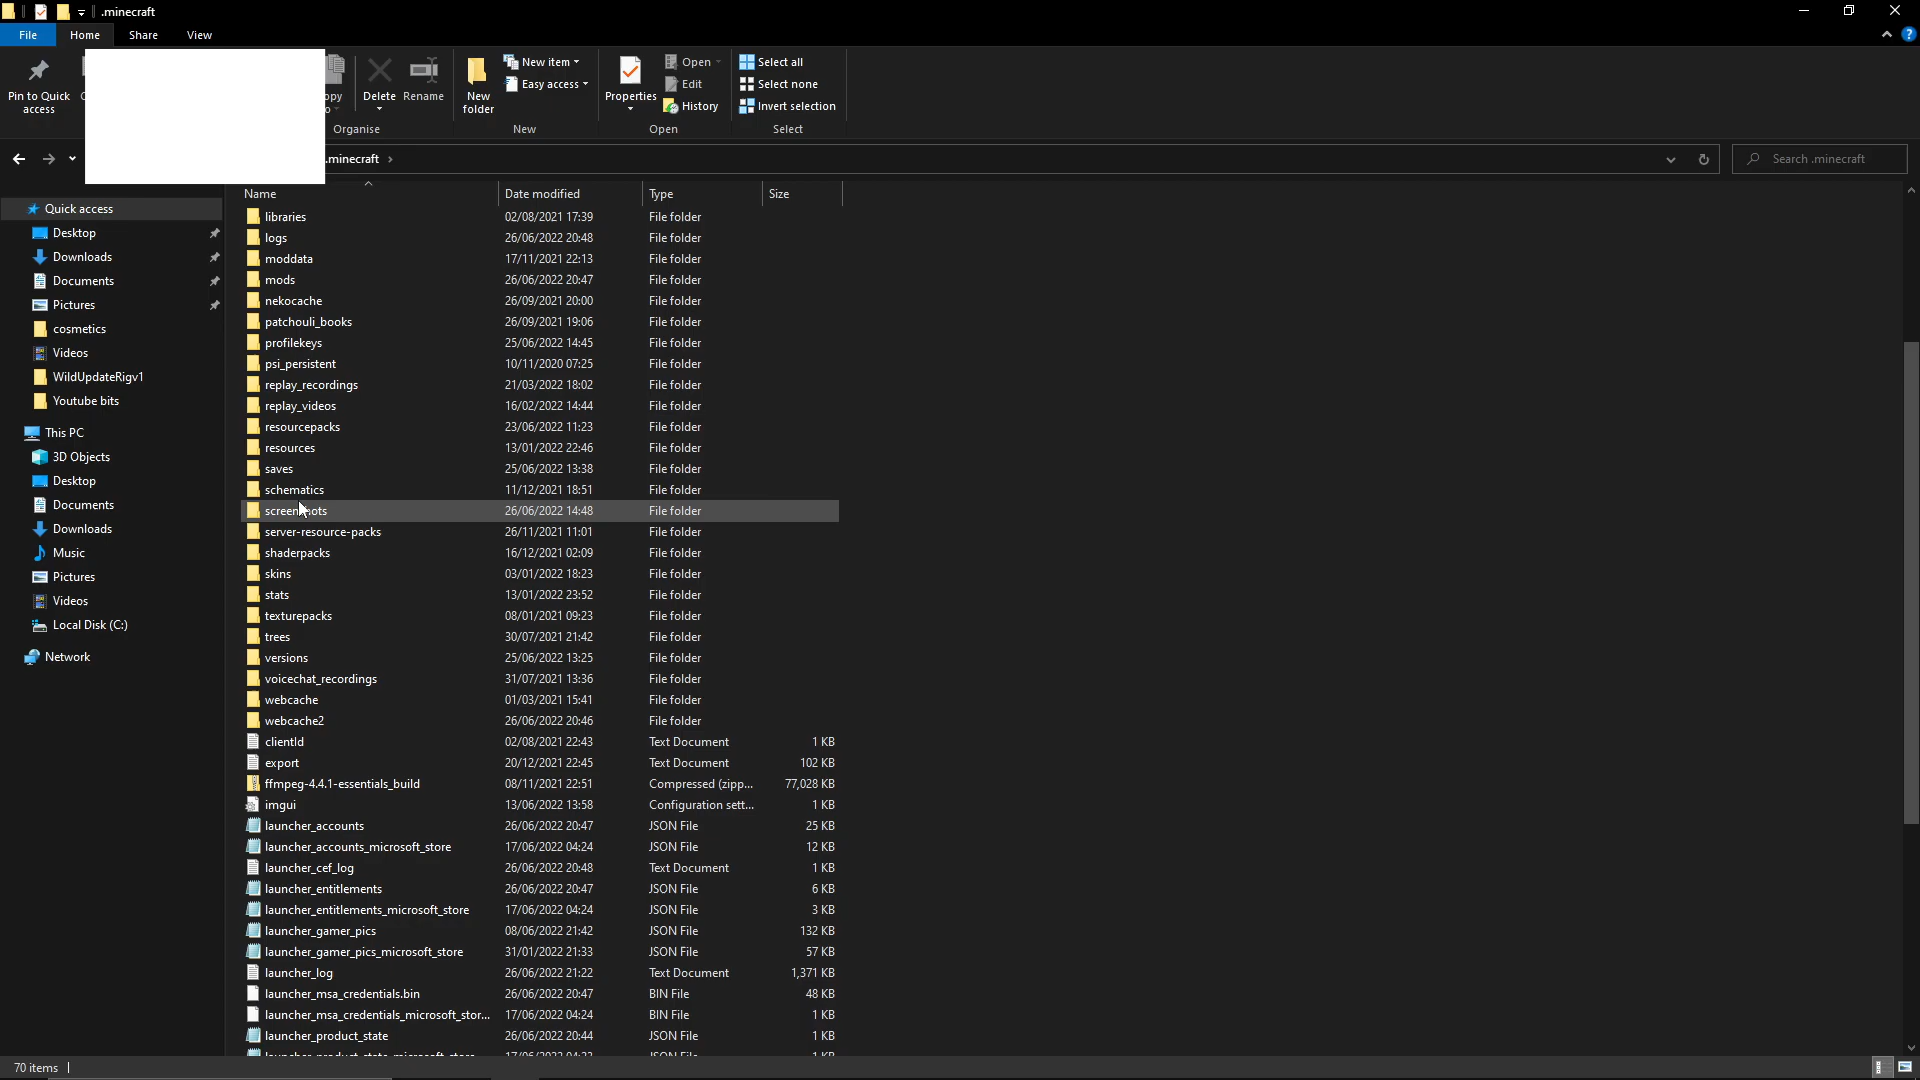 .minecraft
File Home Share View
Pin to Quick access
Delete
Rename
New folder
New item
Easy access
Properties
Open
Edit
History
Select all
Select none
Invert selection
Organise New Open Select
.minecraft
Search .minecraft
Quick access
Desktop
Downloads
Documents
Pictures
cosmetics
Videos
WildUpdateRigv1
Youtube bits
This PC
3D Objects
Desktop
Documents
Downloads
Music
Pictures
Videos
Local Disk (C:)
Network
Name Date modified Type Size
libraries 02/08/2021 17:39 File folder
logs 26/06/2022 20:48 File folder
moddata 17/11/2021 22:13 File folder
mods 26/06/2022 20:47 File folder
nekocache 26/09/2021 20:00 File folder
patchouli_books 26/09/2021 19:06 File folder
profilekeys 25/06/2022 14:45 File folder
psi_persistent 10/11/2020 07:25 File folder
replay_recordings 21/03/2022 18:02 File folder
replay_videos 16/02/2022 14:44 File folder
resourcepacks 23/06/2022 11:23 File folder
resources 13/01/2022 22:46 File folder
saves 25/06/2022 13:38 File folder
schematics 11/12/2021 18:51 File folder
screenshots 26/06/2022 14:48 File folder
server-resource-packs 26/11/2021 11:01 File folder
shaderpacks 16/12/2021 02:09 File folder
skins 03/01/2022 18:23 File folder
stats 13/01/2022 23:52 File folder
texturepacks 08/01/2021 09:23 File folder
trees 30/07/2021 21:42 File folder
versions 25/06/2022 13:25 File folder
voicechat_recordings 31/07/2021 13:36 File folder
webcache 01/03/2021 15:41 File folder
webcache2 26/06/2022 20:46 File folder
clientId 02/08/2021 22:43 Text Document 1 KB
export 20/12/2021 22:45 Text Document 102 KB
ffmpeg-4.4.1-essentials_build 08/11/2021 22:51 Compressed (zipp... 77,028 KB
imgui 13/06/2022 13:58 Configuration sett... 1 KB
launcher_accounts 26/06/2022 20:47 JSON File 25 KB
launcher_accounts_microsoft_store 17/06/2022 04:24 JSON File 12 KB
launcher_cef_log 26/06/2022 20:48 Text Document 1 KB
launcher_entitlements 26/06/2022 20:47 JSON File 6 KB
launcher_entitlements_microsoft_store 17/06/2022 04:24 JSON File 3 KB
launcher_gamer_pics 08/06/2022 21:42 JSON File 132 KB
launcher_gamer_pics_microsoft_store 31/01/2022 21:33 JSON File 57 KB
launcher_log 26/06/2022 21:22 Text Document 1,371 KB
launcher_msa_credentials.bin 26/06/2022 20:47 BIN File 48 KB
launcher_msa_credentials_microsoft_stor... 17/06/2022 04:24 BIN File 1 KB
launcher_product_state 26/06/2022 20:44 JSON File 1 KB
70 items